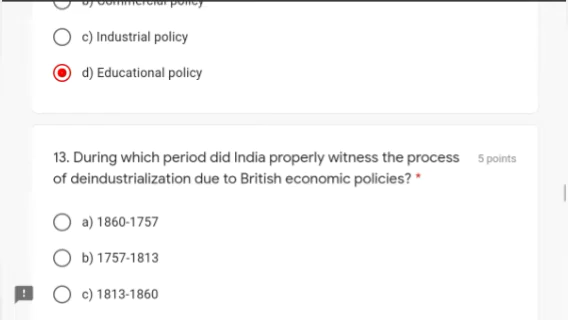 c) Industrial policy
d) Educational policy
13. During which period did India properly witness the process 5 points
of deindustrialization due to British economic policies? *
a) 1860-1757
b) 1757-1813
c) 1813-1860